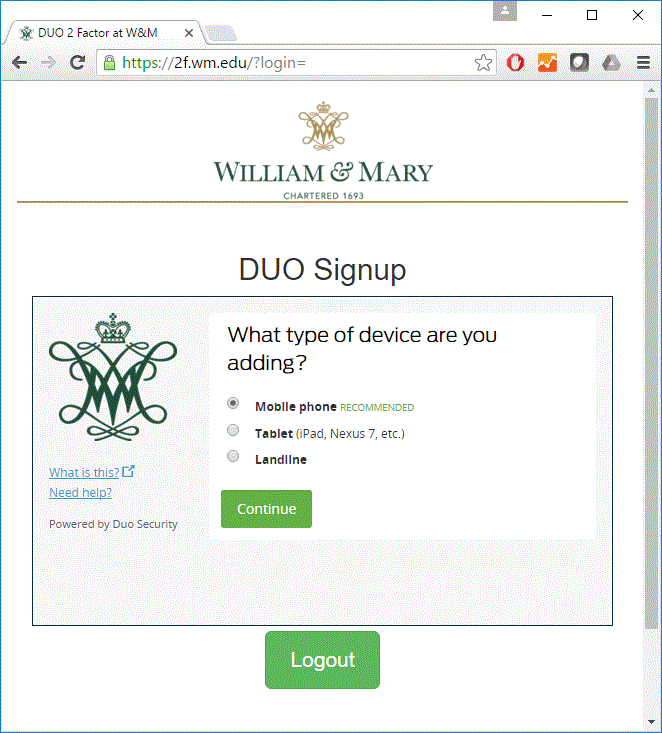 DUO 2 Factor at W&M
https://2f.wm.edu/?login=
WILLIAM & MARY
CHARTERED 1693
DUO Signup
What type of device are you
adding?
Mobile phone RECOMMENDED
Tablet (iPad, Nexus 7, etc.)
Landline
What is this?
Need help?
Continue
Powered by Duo Security
Logout